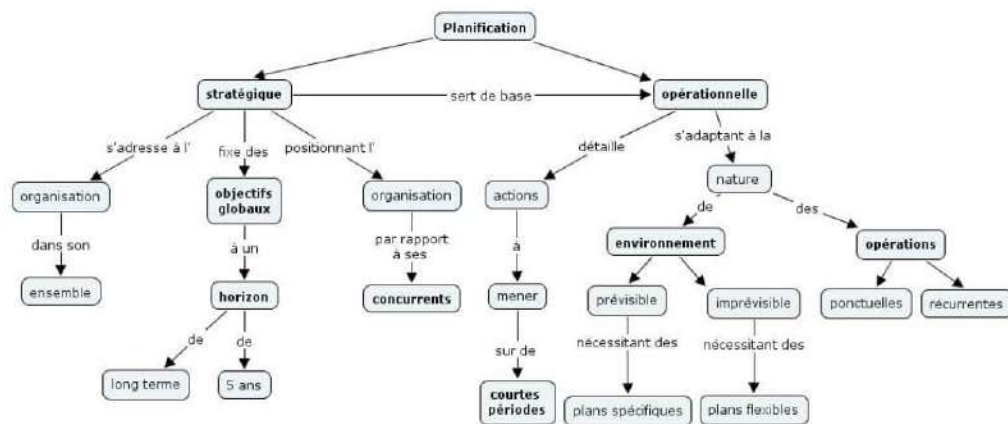 Planification
stratégique
sert de base
opérationnelle
s'adresse à l'
fixe des
positionnant l'
détaille
s'adaptant à la
organisation
objectifs
globaux
organisation
actions
nature
dans son
à un
par rapport
à ses
à
de
des
environnement
opérations
ensemble
horizon
concurrents
mener
prévisible
imprévisible
ponctuelles
récurrentes
de
de
sur de
nécessitant des
nécessitant des
long terme
5 ans
courtes
périodes
plans spécifiques
plans flexibles